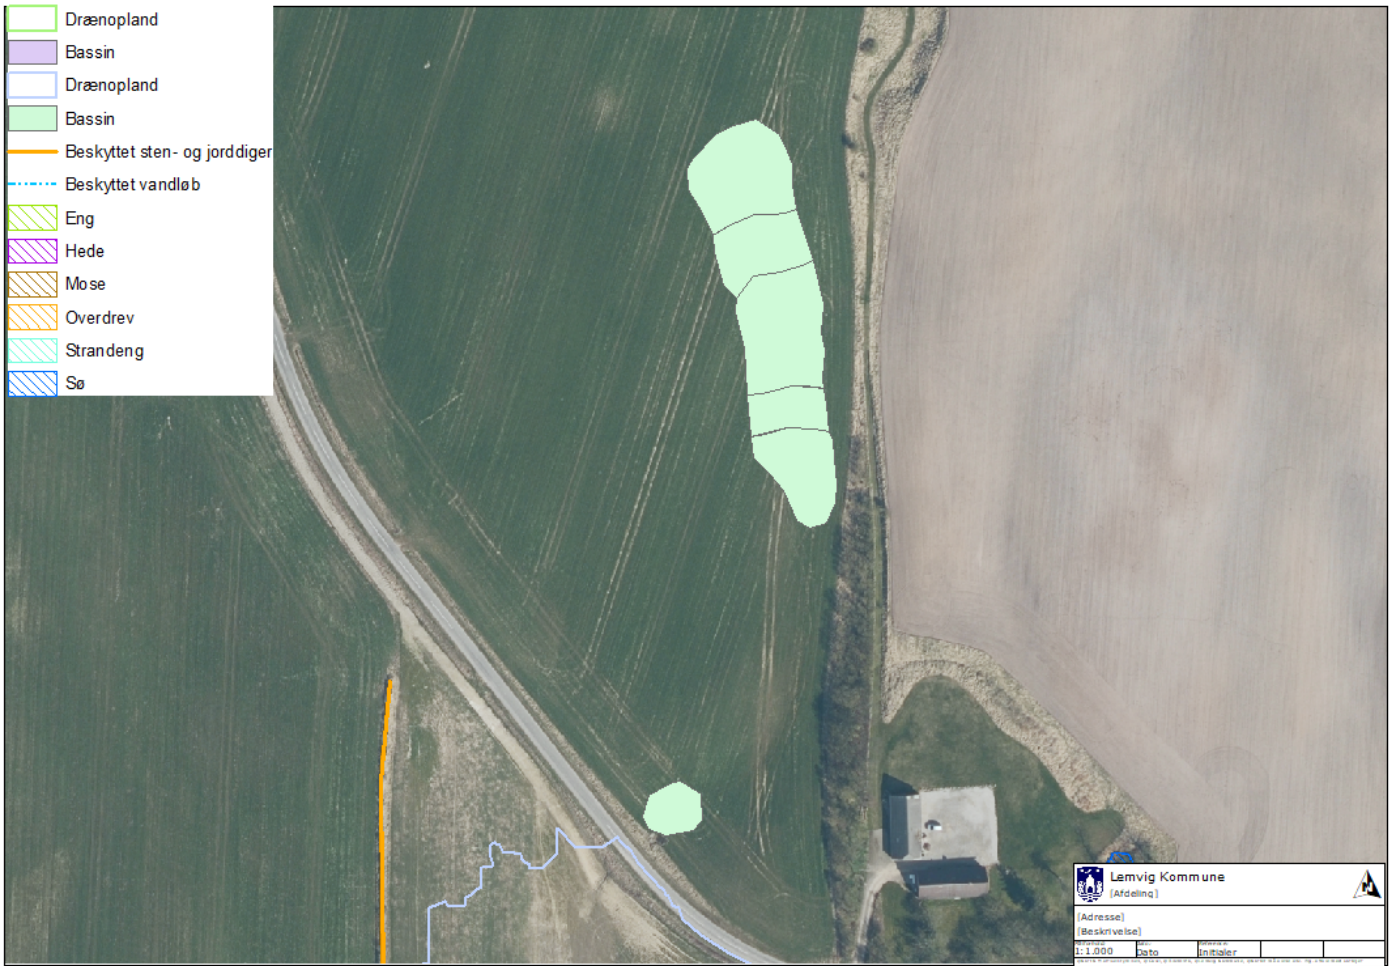 Drænopland
Bassin
Drænopland
Bassin
Beskyttet sten- og jorddiger
Beskyttet vandløb
Eng
Hede
Mose
Overdrev
Strandeng
Sø
Lemvig Kommune
[Afdeling]
[Adresse]
[Beskrivelse]
1:1.000
Dato
Initialer